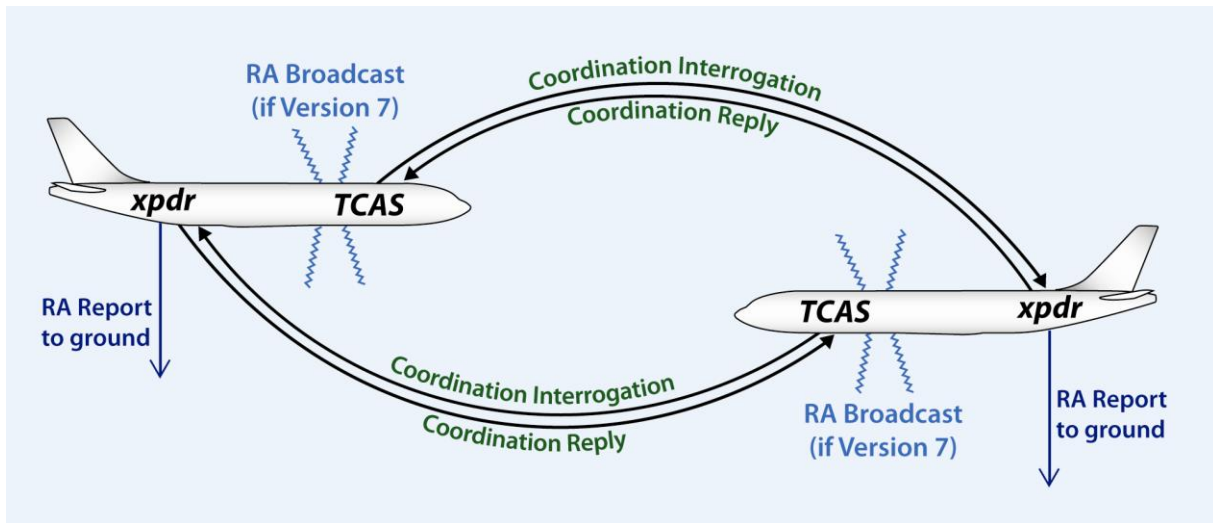 RA Broadcast
(if Version 7)
Coordination Interrogation
Coordination Reply
xpdr
TCAS
RA Report
to ground
TCAS
xpdr
Coordination Interrogation
Coordination Reply
RA Broadcast
(if Version 7)
RA Report
to ground